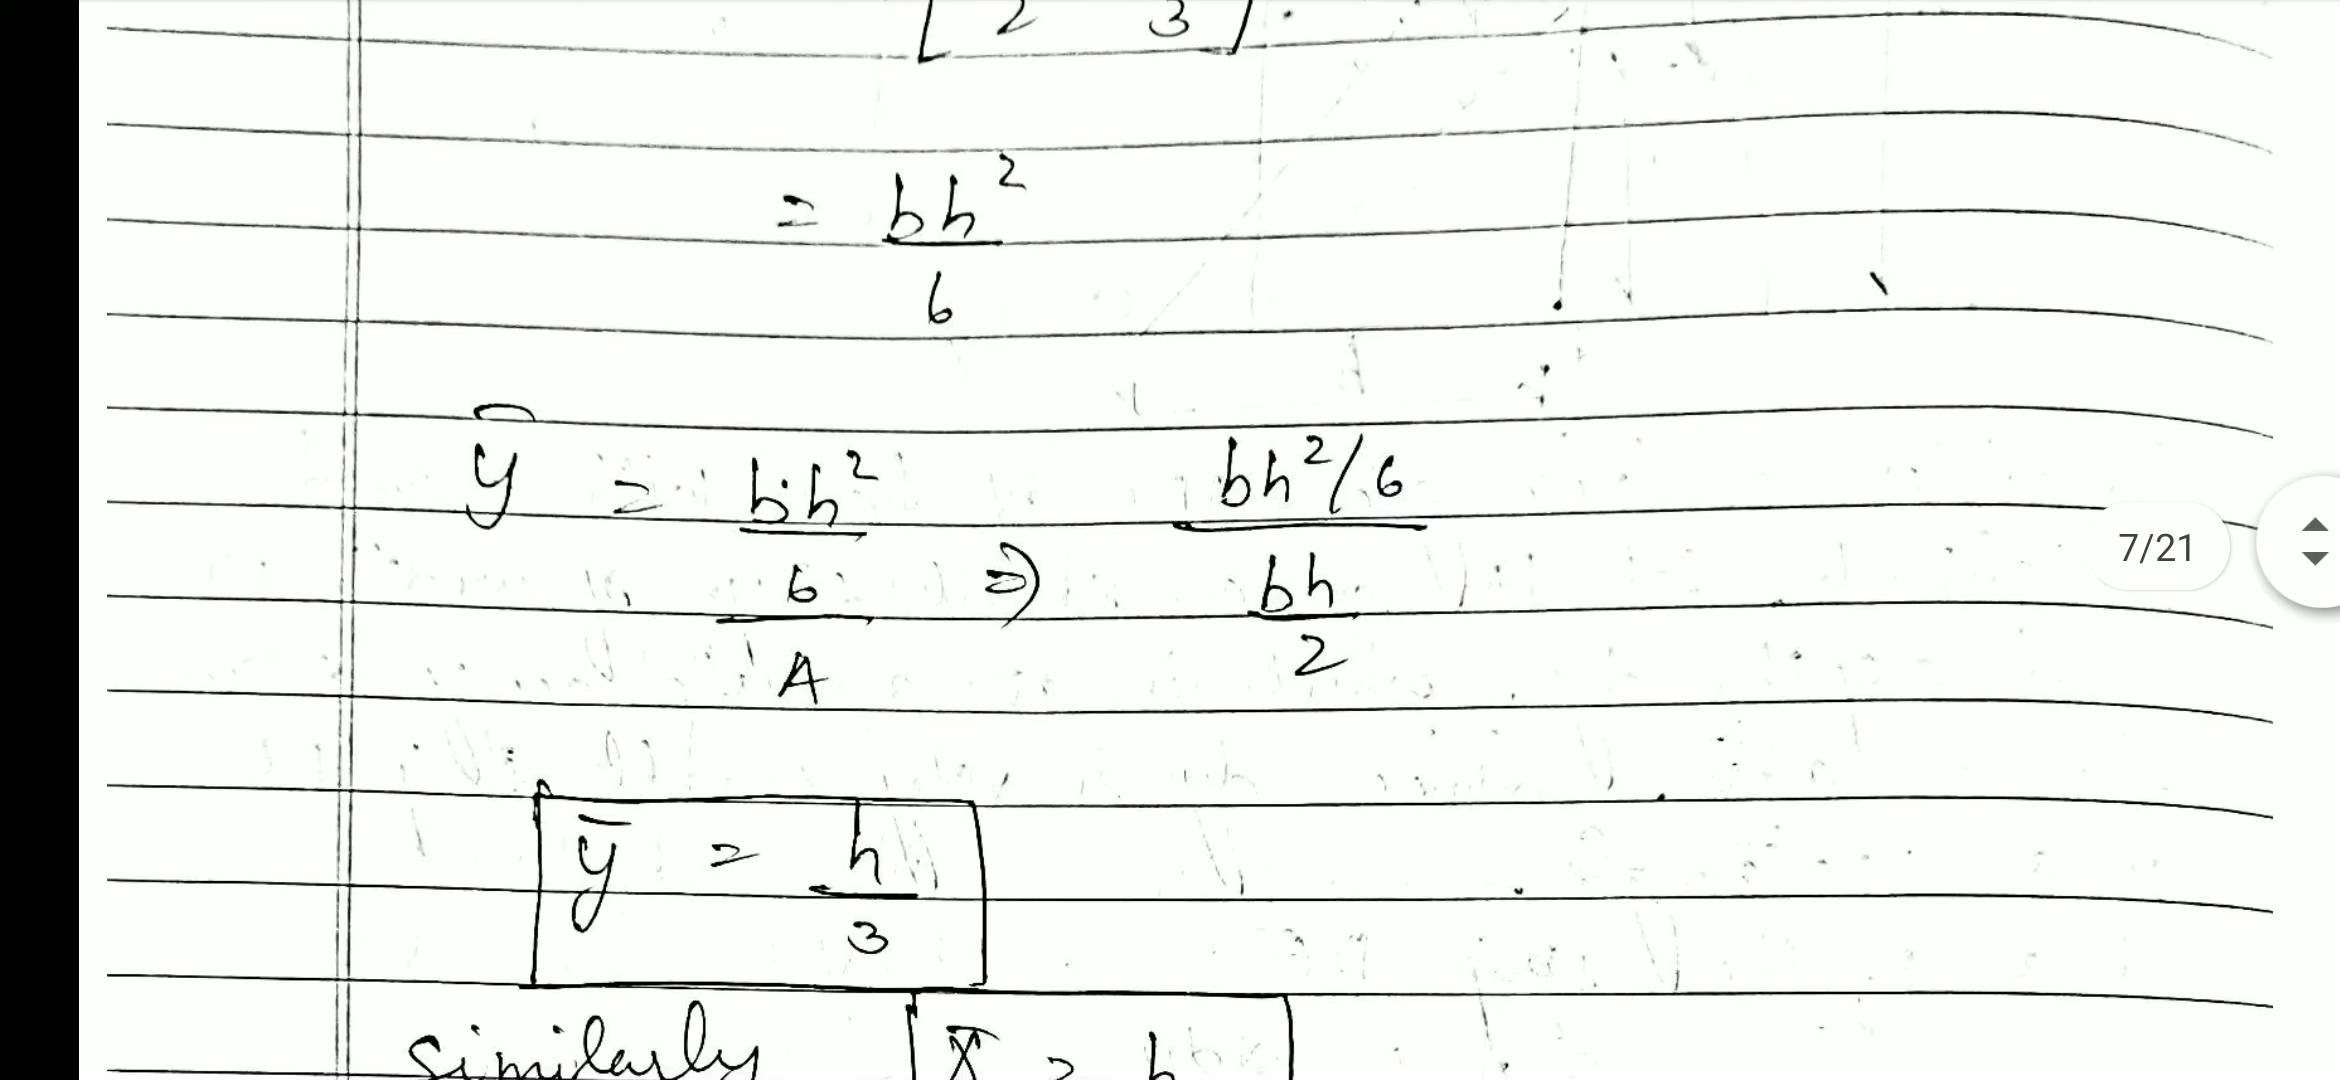 [ 2 3 ]
= bh²
6
ȳ = bh²/6/A ⇒ bh²/6 / bh/2
7/21
ȳ = h/3
similarly x̄ = b